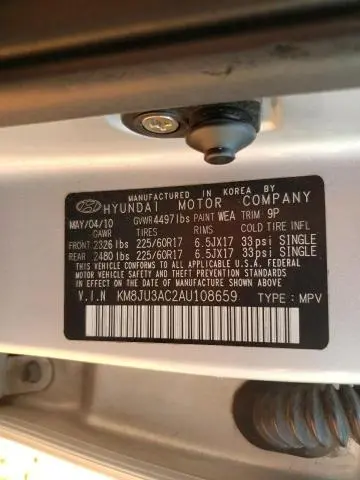 MANUFACTURED IN KOREA BY
HYUNDAI MOTOR COMPANY
MAY/04/10 GVWR 4497lbs PAINT WEA TRIM 9P
GAWR TIRES RIMS COLD TIRE INFL
FRONT 2326lbs 225/60R17 6.5JX17 33psi SINGLE
REAR 2480lbs 225/60R17 6.5JX17 33psi SINGLE
THIS VEHICLE CONFORMS TO ALL APPLICABLE U.S.A. FEDERAL
MOTOR VEHICLE SAFETY AND THEFT PREVENTION STANDARDS
IN EFFECT ON THE DATE OF MANUFACTURE SHOWN ABOVE.
V.I.N KM8JU3AC2AU108659 TYPE : MPV